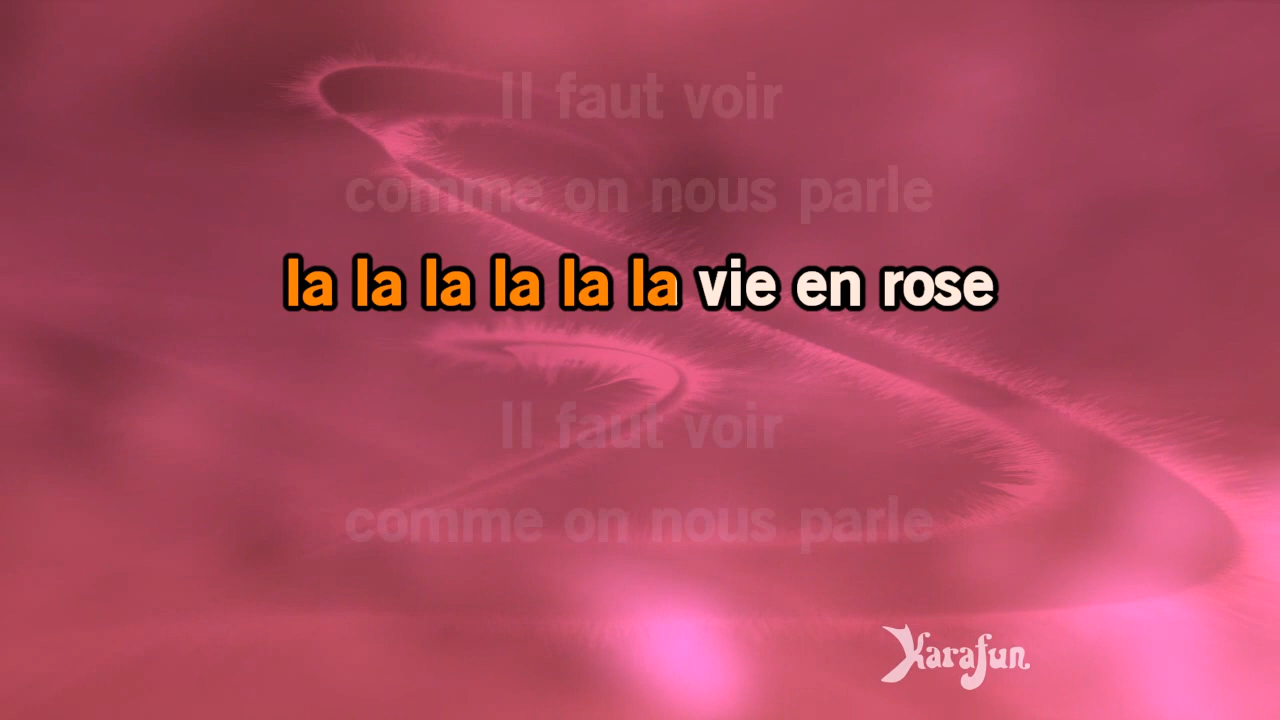 Il faut voir
comme on nous parle
la la la la la la vie en rose
Il faut voir
comme on nous parle
Karafun